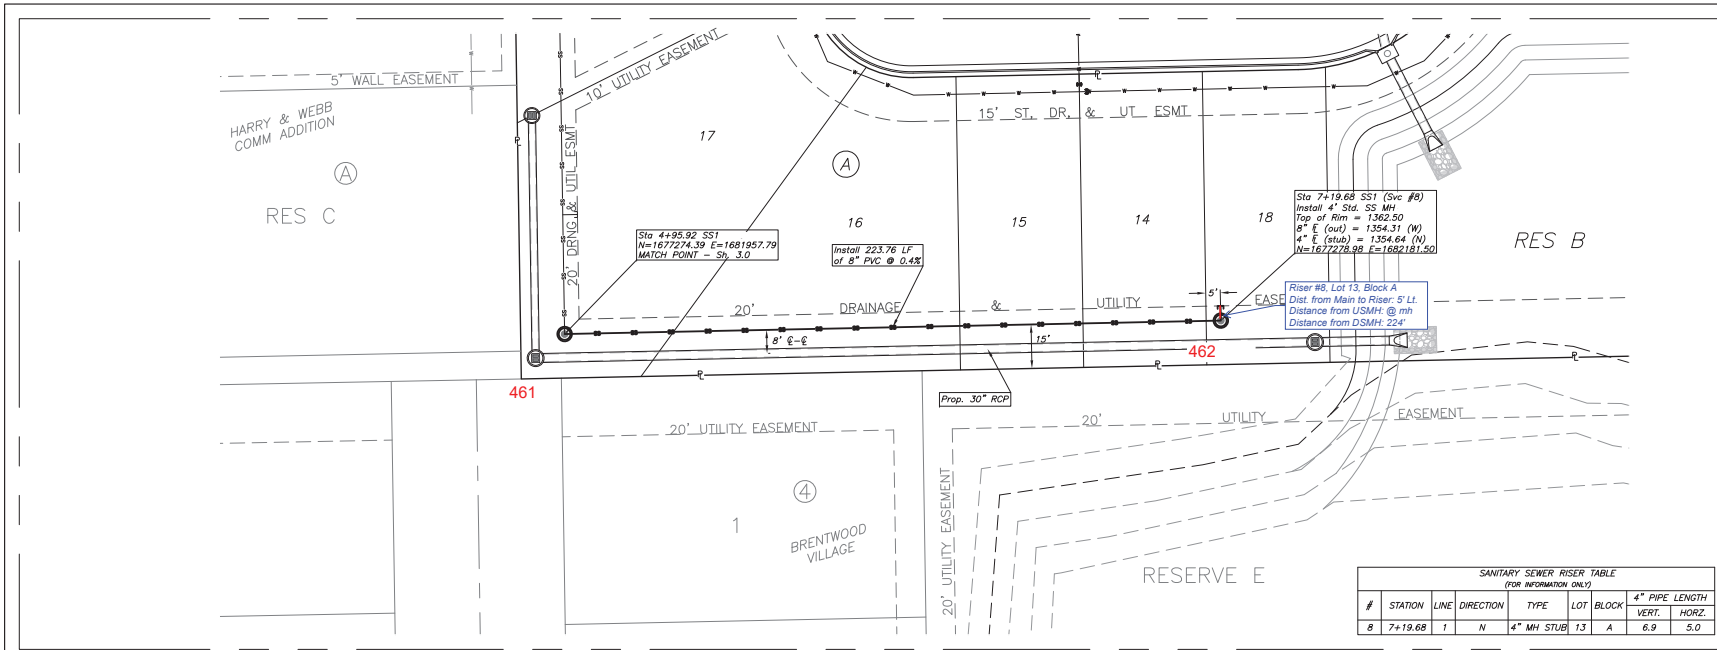 5' WALL EASEMENT
HARRY & WEBB
COMM ADDITION
A
RES C
10' UTILITY EASEMENT
20' DRNG. & UTIL ESMT
17
A
15' ST, DR, & UT ESMT
16
15
14
18
RES B
Sta 4+95.92 SS1
N=1677274.39 E=1681957.79
MATCH POINT - Sh. 3.0
Install 223.76 LF
of 8" PVC @ 0.4%
Sta 7+19.68 SS1 (Svc #8)
Install 4' Std. SS MH
Top of Rim = 1362.50
8" FL (out) = 1354.31 (W)
4" FL (stub) = 1354.64 (N)
N=1677278.98 E=1682181.50
Riser #8, Lot 13, Block A
Dist. from Main to Riser: 5' Lt.
Distance from USMH: @ mh
Distance from DSMH: 224'
20' DRAINAGE & UTILITY EASE
5'
8' CL-CL
15'
461
462
Prop. 30" RCP
20' UTILITY EASEMENT
20' UTILITY EASEMENT
20' UTILITY EASEMENT
4
1
BRENTWOOD
VILLAGE
RESERVE E
SANITARY SEWER RISER TABLE
(FOR INFORMATION ONLY)
# STATION LINE DIRECTION TYPE LOT BLOCK 4" PIPE LENGTH
VERT. HORZ.
8 7+19.68 1 N 4" MH STUB 13 A 6.9 5.0